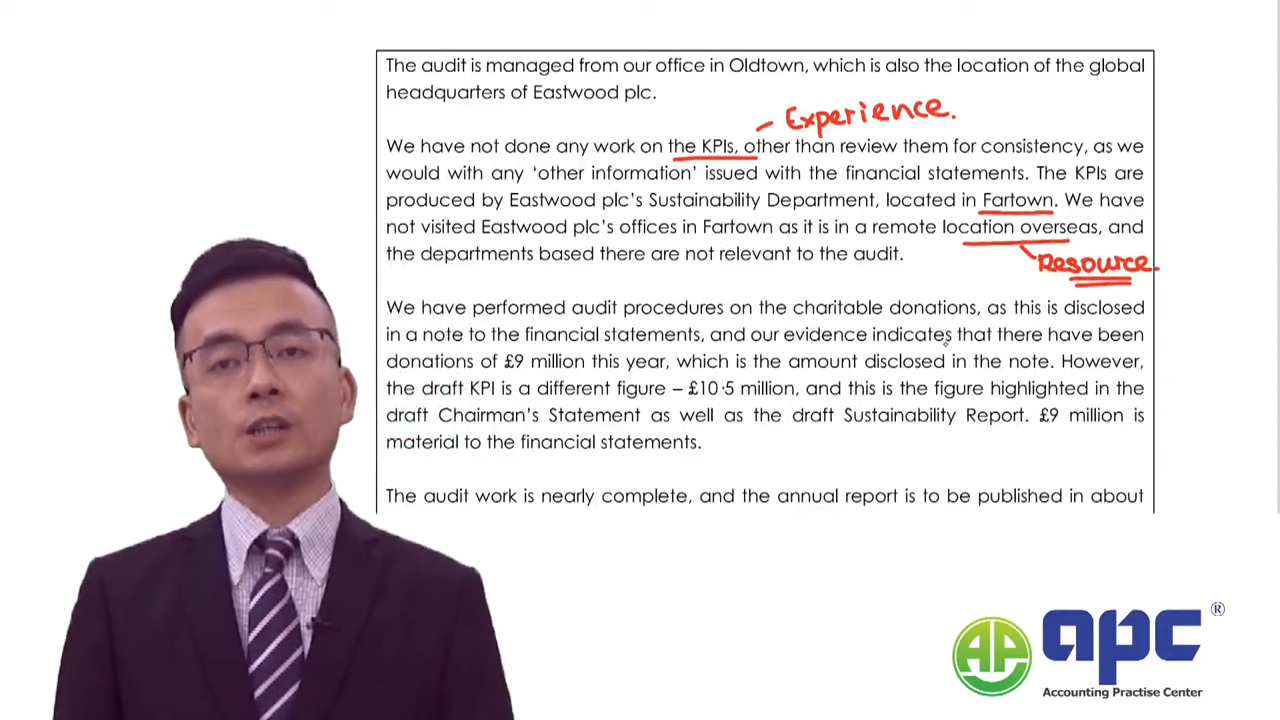 The audit is managed from our office in Oldtown, which is also the location of the global
headquarters of Eastwood plc.
– Experience.
We have not done any work on the KPIs, other than review them for consistency, as we
would with any ‘other information’ issued with the financial statements. The KPIs are
produced by Eastwood plc’s Sustainability Department, located in Fartown. We have
not visited Eastwood plc’s offices in Fartown as it is in a remote location overseas, and
the departments based there are not relevant to the audit.
Resource.
We have performed audit procedures on the charitable donations, as this is disclosed
in a note to the financial statements, and our evidence indicates that there have been
donations of £9 million this year, which is the amount disclosed in the note. However,
the draft KPI is a different figure – £10·5 million, and this is the figure highlighted in the
draft Chairman’s Statement as well as the draft Sustainability Report. £9 million is
material to the financial statements.
The audit work is nearly complete, and the annual report is to be published in about
AP
apc®
Accounting Practise Center